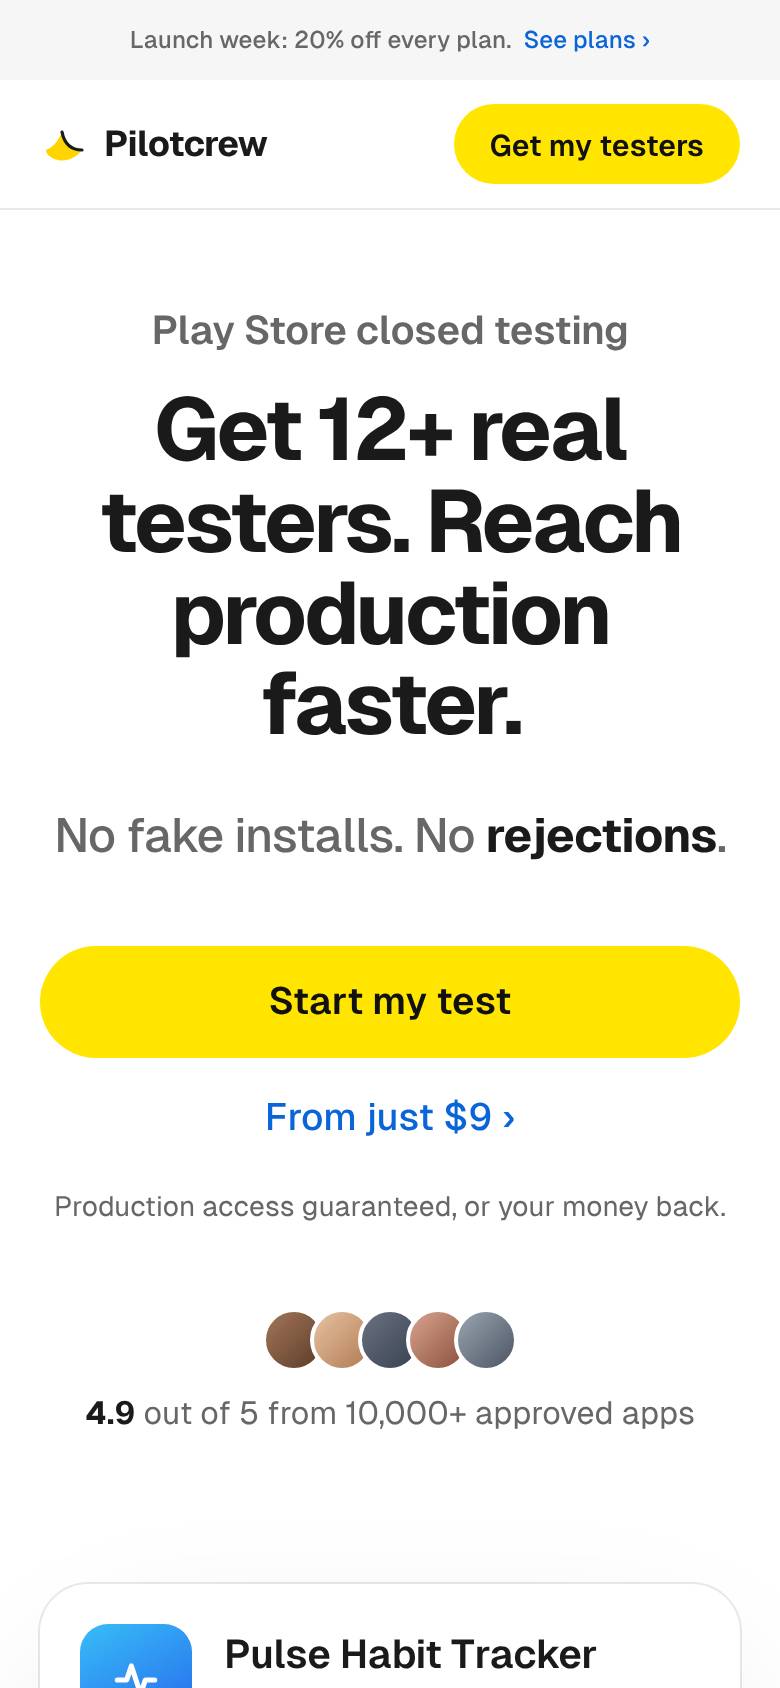 Launch week: 20% off every plan. See plans ›
Pilotcrew
Get my testers
Play Store closed testing
Get 12+ real
testers. Reach
production
faster.
No fake installs. No rejections.
Start my test
From just $9 ›
Production access guaranteed, or your money back.
4.9 out of 5 from 10,000+ approved apps
Pulse Habit Tracker